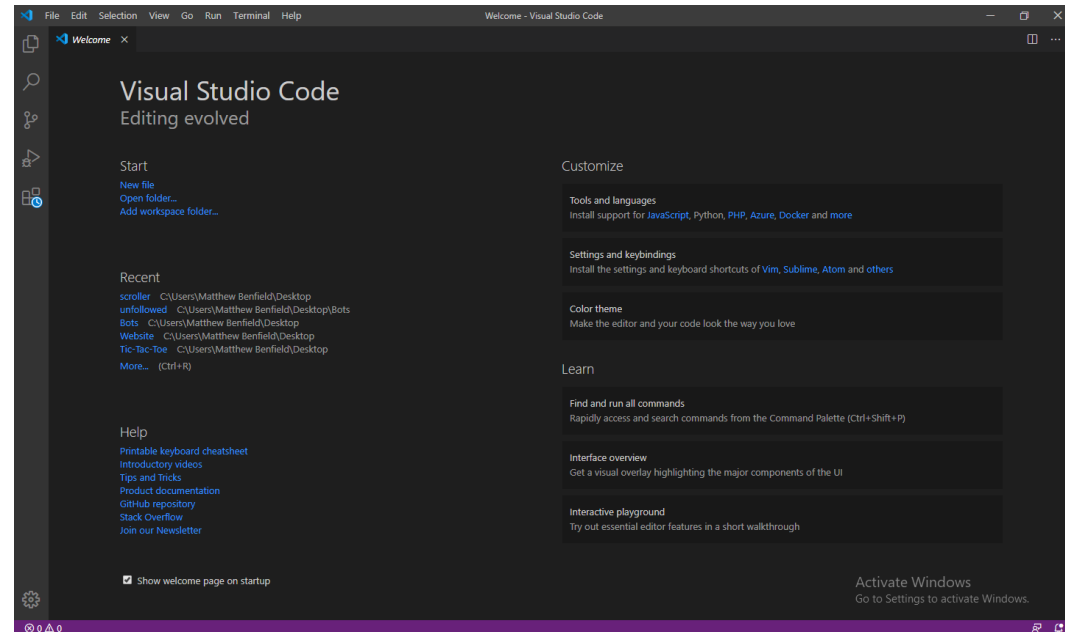 File Edit Selection View Go Run Terminal Help
Welcome - Visual Studio Code
Welcome
Visual Studio Code
Editing evolved
Start
New file
Open folder...
Add workspace folder...
Recent
scroller C:\Users\Matthew Benfield\Desktop
unfollowed C:\Users\Matthew Benfield\Desktop\Bots
Bots C:\Users\Matthew Benfield\Desktop
Website C:\Users\Matthew Benfield\Desktop
Tic-Tac-Toe C:\Users\Matthew Benfield\Desktop
More... (Ctrl+R)
Help
Printable keyboard cheatsheet
Introductory videos
Tips and Tricks
Product documentation
GitHub repository
Stack Overflow
Join our Newsletter
Show welcome page on startup
Customize
Tools and languages
Install support for JavaScript, Python, PHP, Azure, Docker and more
Settings and keybindings
Install the settings and keyboard shortcuts of Vim, Sublime, Atom and others
Color theme
Make the editor and your code look the way you love
Learn
Find and run all commands
Rapidly access and search commands from the Command Palette (Ctrl+Shift+P)
Interface overview
Get a visual overlay highlighting the major components of the UI
Interactive playground
Try out essential editor features in a short walkthrough
Activate Windows
Go to Settings to activate Windows.
0 0